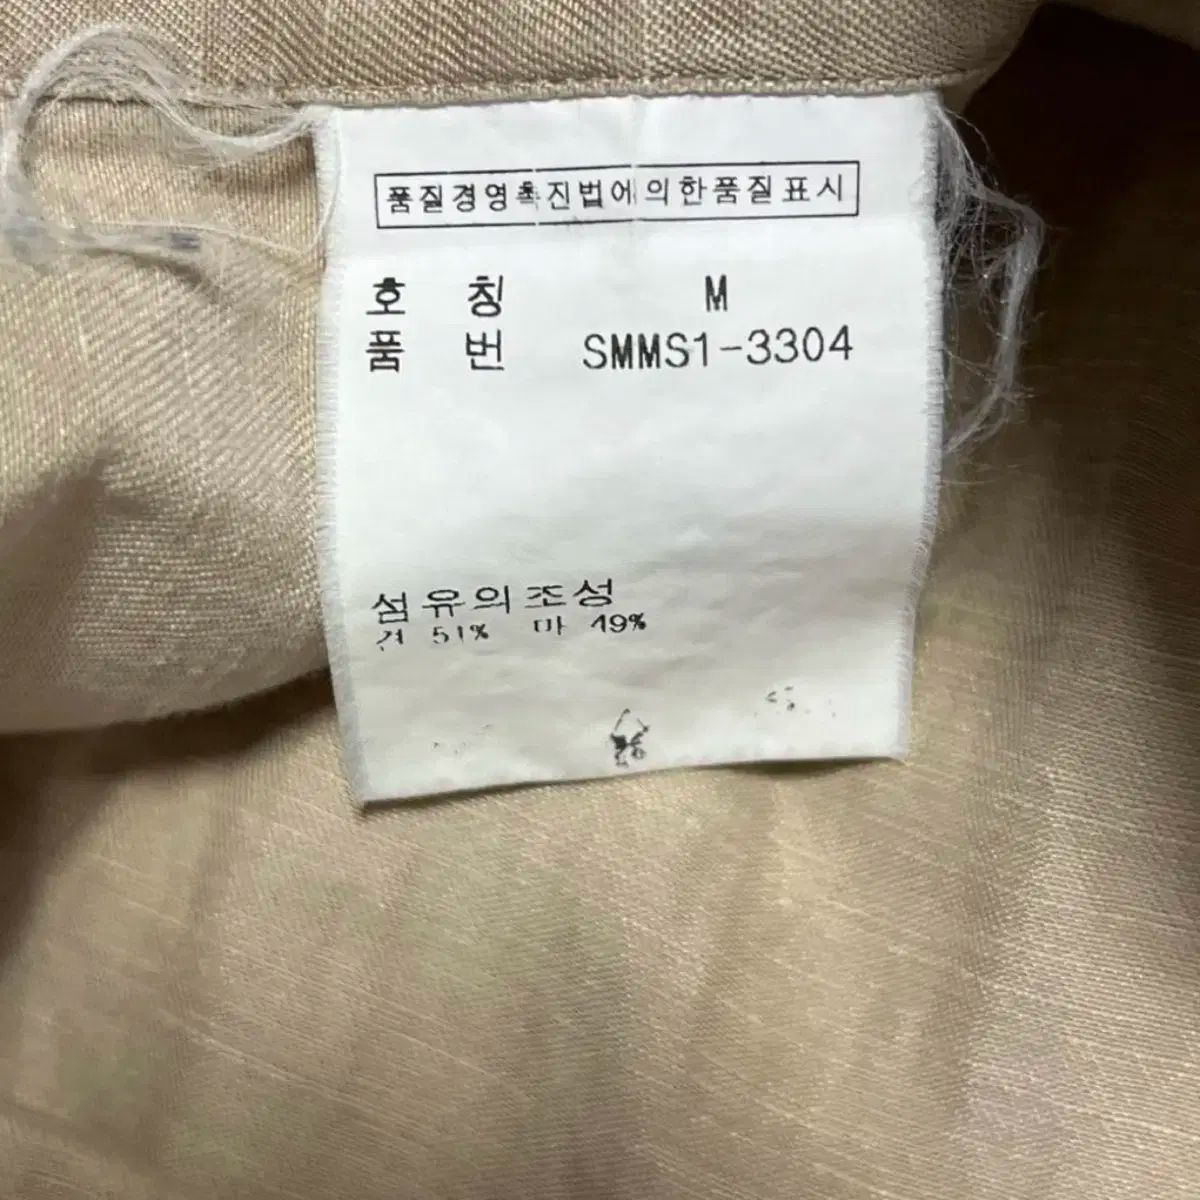 품질경영촉진법에의한품질표시
호 칭 M
품 번 SMMS1-3304
섬유의조성
견 51% 마 49%